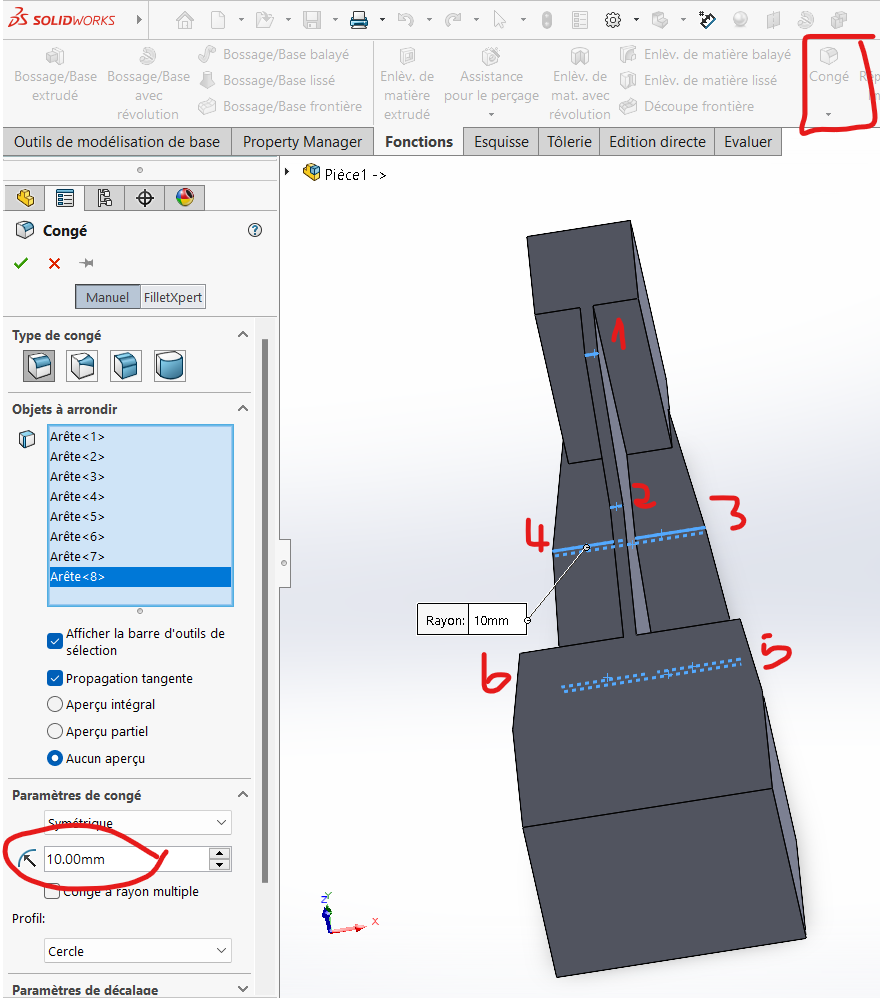 SOLIDWORKS
Bossage/Base extrudé
Bossage/Base avec révolution
Bossage/Base balayé
Bossage/Base lissé
Bossage/Base frontière
Enlèv. de matière extrudé
Assistance pour le perçage
Enlèv. de mat. avec révolution
Enlèv. de matière balayé
Enlèv. de matière lissé
Découpe frontière
Congé
Outils de modélisation de base
Property Manager
Fonctions
Esquisse
Tôlerie
Edition directe
Evaluer
Pièce1 ->
Congé
Manuel
FilletXpert
Type de congé
Objets à arrondir
Arête<1>
Arête<2>
Arête<3>
Arête<4>
Arête<5>
Arête<6>
Arête<7>
Arête<8>
Afficher la barre d'outils de
sélection
Propagation tangente
Aperçu intégral
Aperçu partiel
Aucun aperçu
Paramètres de congé
Symétrique
10.00mm
Congé à rayon multiple
Profil:
Cercle
Paramètres de décalage
1
2
3
4
Rayon: 10mm
5
6
Z
Y
X